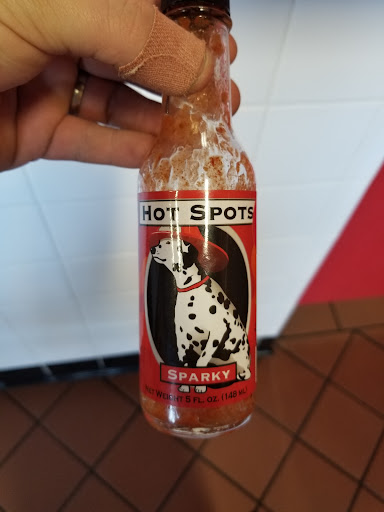 HOT SPOTS
SPARKY
NET WEIGHT 5 FL. OZ. (148 ML)